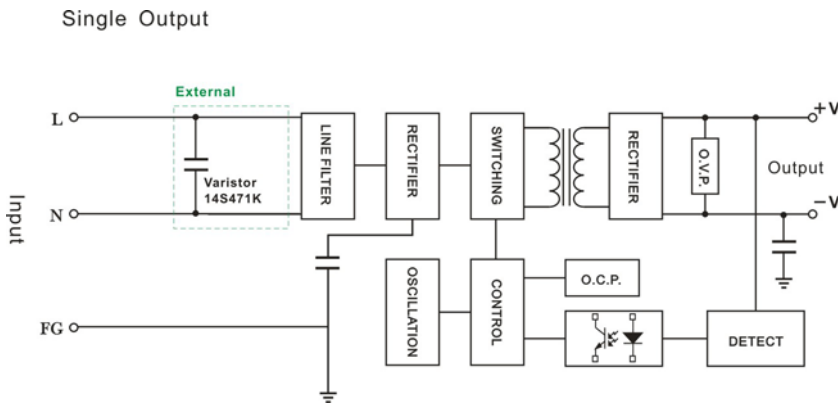 Single Output
External
L
N
FG
Input
Varistor
14S471K
LINE FILTER
RECTIFIER
SWITCHING
RECTIFIER
O.V.P.
+V
Output
-V
OSCILLATION
CONTROL
O.C.P.
DETECT